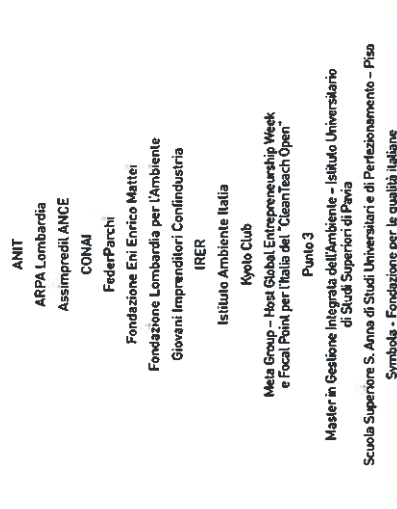 ANIT
ARPA Lombardia
Assimpredil ANCE
CONAI
FederParchi
Fondazione Eni Enrico Mattei
Fondazione Lombardia per l'Ambiente
Giovani Imprenditori Confindustria
IRER
Istituto Ambiente Italia
Kyoto Club
Meta Group – Host Global Entrepreneurship Week
e Focal Point per l'Italia del "CleanTeach Open"
Punto 3
Master in Gestione Integrata dell'Ambiente – Istituto Universitario
di Studi Superiori di Pavia
Scuola Superiore S. Anna di Studi Universitari e di Perfezionamento – Pisa
Symbola - Fondazione per le qualità italiane